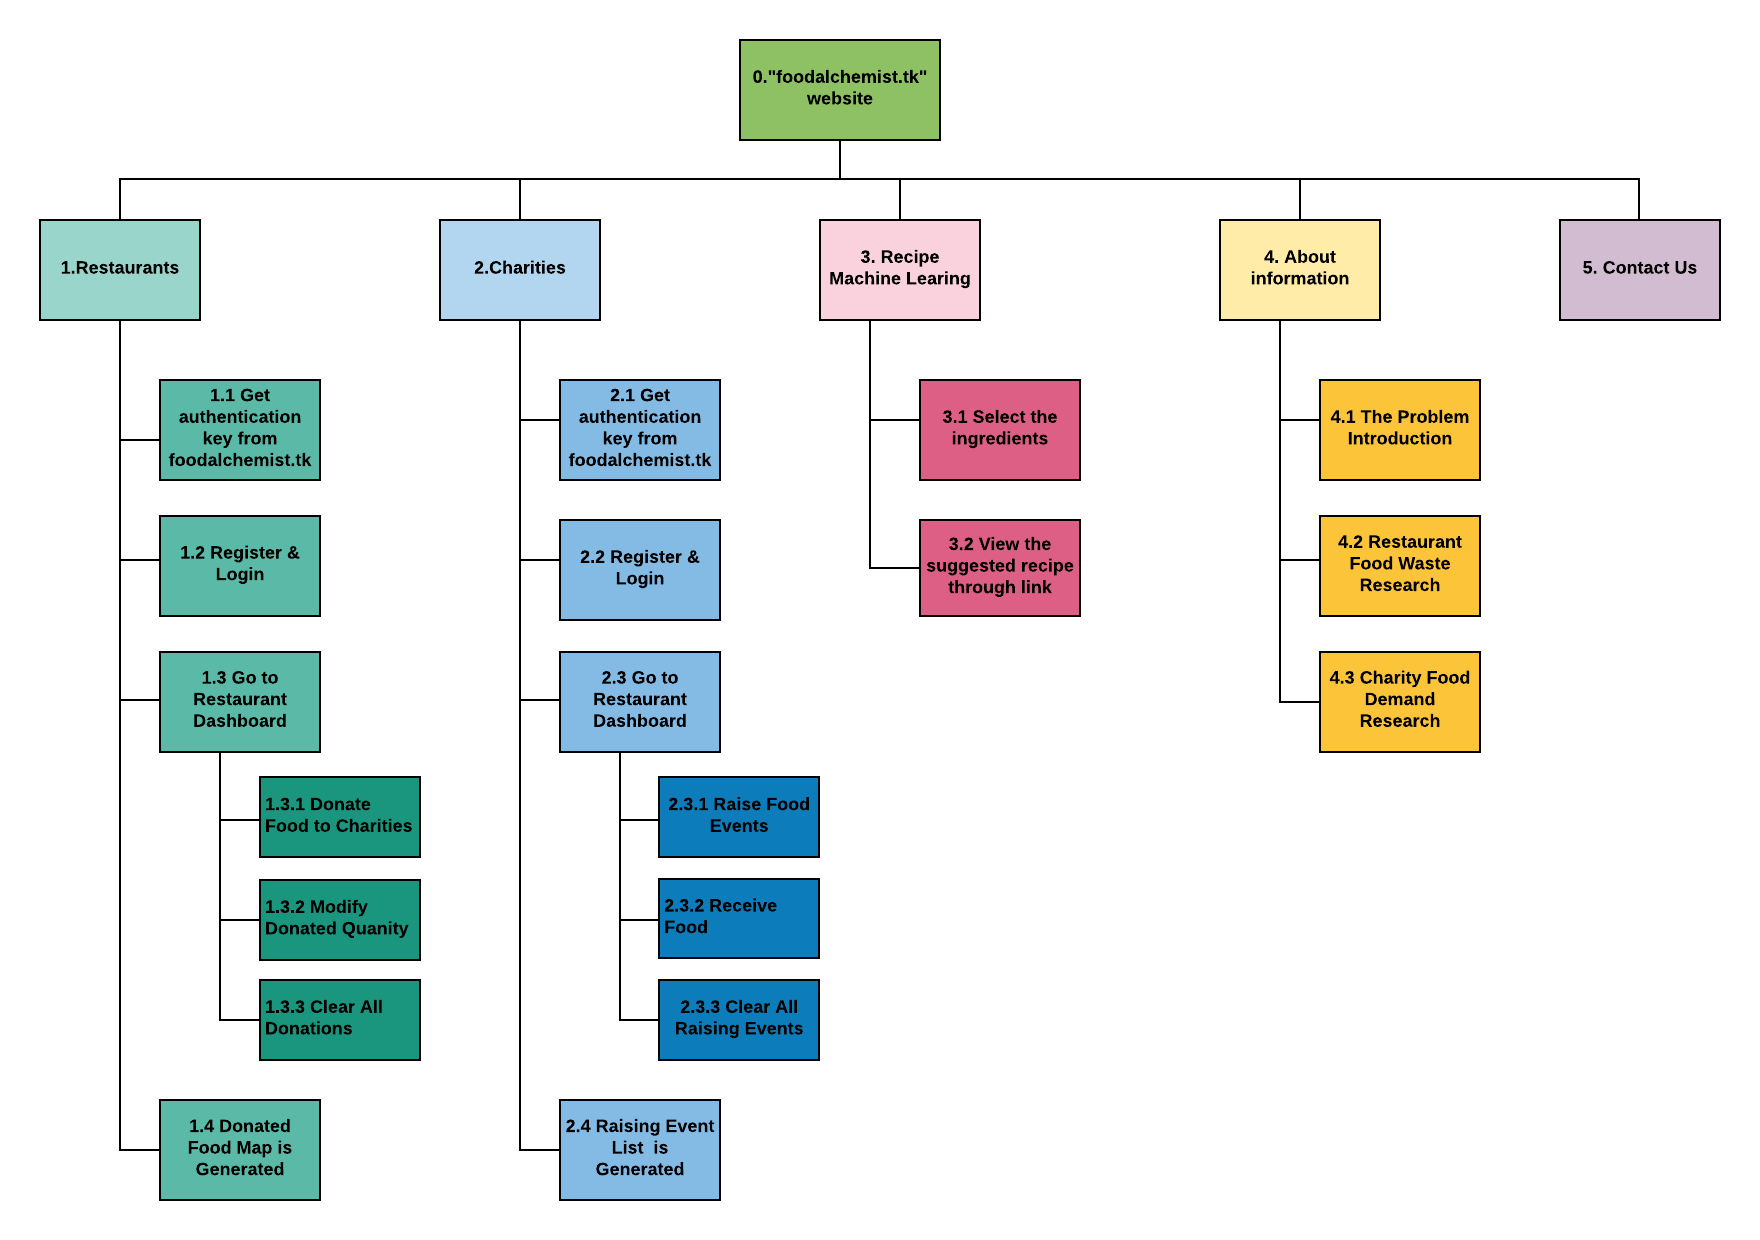 0."foodalchemist.tk"
website
1.Restaurants
2.Charities
3. Recipe
Machine Learing
4. About
information
5. Contact Us
1.1 Get
authentication
key from
foodalchemist.tk
1.2 Register &
Login
1.3 Go to
Restaurant
Dashboard
1.3.1 Donate
Food to Charities
1.3.2 Modify
Donated Quanity
1.3.3 Clear All
Donations
1.4 Donated
Food Map is
Generated
2.1 Get
authentication
key from
foodalchemist.tk
2.2 Register &
Login
2.3 Go to
Restaurant
Dashboard
2.3.1 Raise Food
Events
2.3.2 Receive
Food
2.3.3 Clear All
Raising Events
2.4 Raising Event
List  is
Generated
3.1 Select the
ingredients
3.2 View the
suggested recipe
through link
4.1 The Problem
Introduction
4.2 Restaurant
Food Waste
Research
4.3 Charity Food
Demand
Research